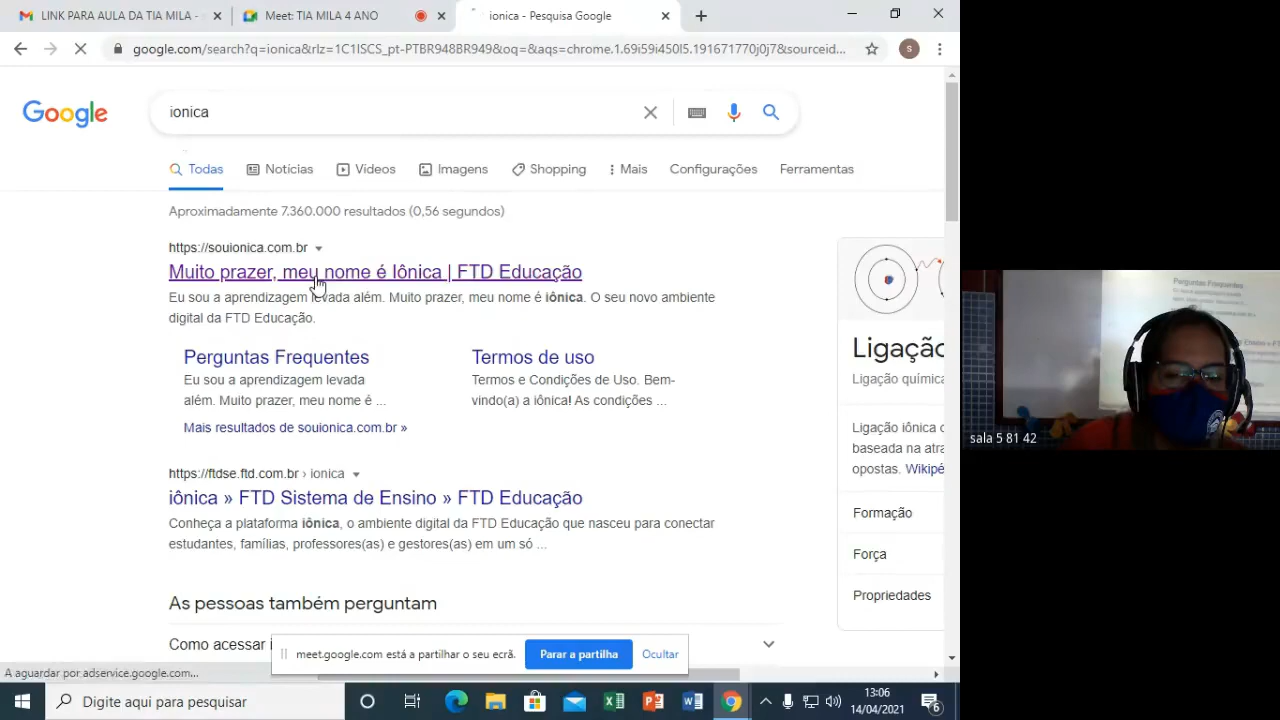 LINK PARA AULA DA TIA MILA -
Meet: TIA MILA 4 ANO
ionica - Pesquisa Google
google.com/search?q=ionica&rlz=1C1ISCS_pt-PTBR948BR949&oq=&aqs=chrome.1.69i59i450l5.191671770j0j7&sourceid...
S
Google
ionica
Todas
Notícias
Vídeos
Imagens
Shopping
Mais
Configurações
Ferramentas
Aproximadamente 7.360.000 resultados (0,56 segundos)
https://souionica.com.br
Muito prazer, meu nome é Iônica | FTD Educação
Eu sou a aprendizagem levada além. Muito prazer, meu nome é iônica. O seu novo ambiente
digital da FTD Educação.
Perguntas Frequentes
Eu sou a aprendizagem levada
além. Muito prazer, meu nome é ...
Termos de uso
Termos e Condições de Uso. Bem-
vindo(a) a iônica! As condições ...
Mais resultados de souionica.com.br »
https://ftdse.ftd.com.br › ionica
iônica » FTD Sistema de Ensino » FTD Educação
Conheça a plataforma iônica, o ambiente digital da FTD Educação que nasceu para conectar
estudantes, famílias, professores(as) e gestores(as) em um só ...
As pessoas também perguntam
Como acessar
Ligação
Ligação química
Ligação iônica
baseada na
opostas. Wikipé
Formação
Força
Propriedades
meet.google.com está a partilhar o seu ecrã.
Parar a partilha
Ocultar
A aguardar por adservice.google.com...
Digite aqui para pesquisar
13:06
14/04/2021
6
Perguntas Frequentes
sala 5 81 42